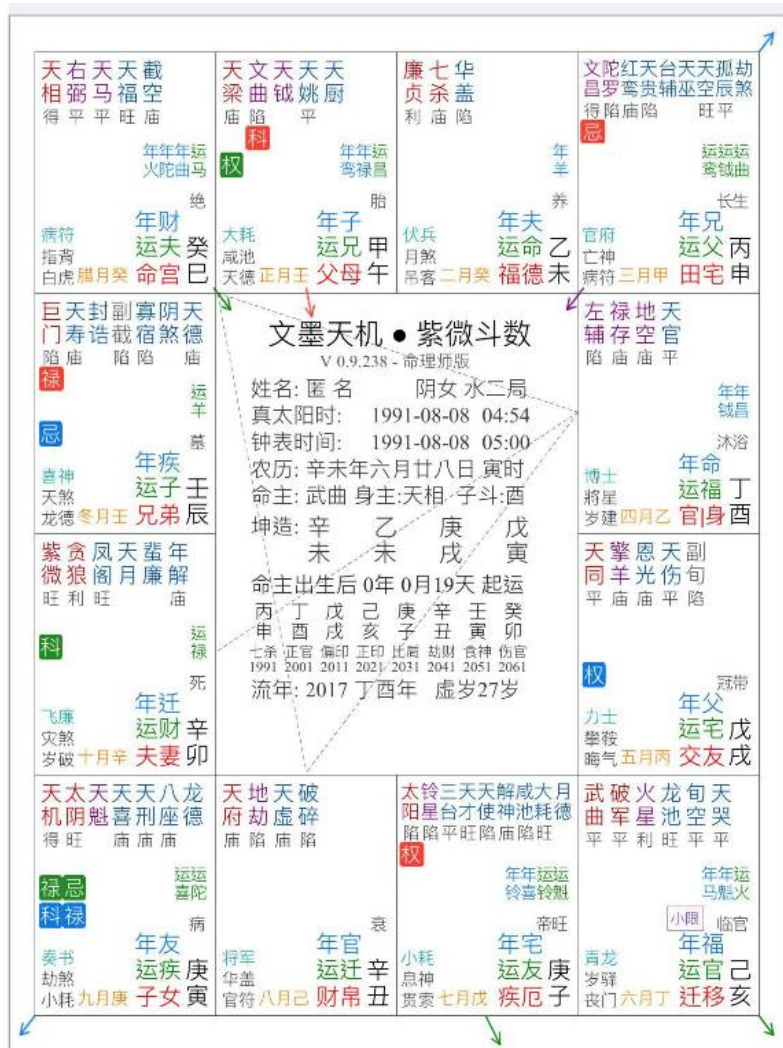 天 右 天 天 截
相 弼 马 福 空
得 平 平 旺 庙
年年年运
火陀曲马
绝
病符
指背
白虎 腊月癸
年财
运夫 癸
命宫 巳
天 文 天 天 天
梁 曲 钺 姚 厨
庙 陷 平
科
权
年年运
鸾禄昌
胎
大耗
咸池
天德 正月壬
年子
运兄 甲
父母 午
廉 七 华
贞 杀 盖
利 庙 陷
年
羊
养
伏兵
月煞
吊客 二月癸
年夫
运命 乙
福德 未
文陀红天台天天孤劫
昌罗鸾贵辅巫空辰煞
得陷庙陷 旺平
忌
运运运
鸾钺曲
长生
官府
亡神
病符 三月甲
年兄
运父 丙
田宅 申
巨 天 封 副 寡 阴 天
门 寿 诰 截 宿 煞 德
陷 庙 陷 陷 庙
禄
忌
运
羊
墓
喜神
天煞
龙德 冬月壬
年疾
运子 壬
兄弟 辰
文墨天机 ● 紫微斗数
V 0.9.238 - 命理师版
姓名: 匿 名 阴女 水二局
真太阳时: 1991-08-08 04:54
钟表时间: 1991-08-08 05:00
农历: 辛未年六月廿八日 寅时
命主: 武曲 身主:天相 子斗:酉
坤造: 辛 乙 庚 戊
未 未 戌 寅
命主出生后 0年 0月19天 起运
丙 丁 戊 己 庚 辛 壬 癸
申 酉 戌 亥 子 丑 寅 卯
七杀 正官 偏印 正印 比肩 劫财 食神 伤官
1991 2001 2011 2021 2031 2041 2051 2061
流年: 2017 丁酉年 虚岁27岁
左 禄 地 天
辅 存 空 官
陷 庙 庙 平
年年
钺昌
沐浴
博士
將星
岁建 四月乙
年命
运福 丁
官|身 酉
紫 贪 凤 天 蜚 年
微 狼 阁 月 廉 解
旺 利 旺 庙
科
运
禄
死
飞廉
灾煞
岁破 十月辛
年迁
运财 辛
夫妻 卯
天 擎 恩 天 副
同 羊 光 伤 旬
平 庙 庙 平 陷
权
冠带
力士
攀鞍
晦气 五月丙
年父
运宅 戊
交友 戌
天 太 天 天 天 八 龙
机 阴 魁 喜 刑 座 德
得 旺 庙 庙 庙
禄 忌
科 禄
运运
喜陀
病
奏书
劫煞
小耗 九月庚
年友
运疾 庚
子女 寅
天 地 天 破
府 劫 虚 碎
庙 陷 庙 陷
衰
将军
华盖
官符 八月己
年官
运迁 辛
财帛 丑
太铃三天天解咸大月
阳星台才使神池耗德
陷陷平旺陷庙陷旺
权
年年运运
铃喜铃魁
帝旺
小耗
息神
贯索 七月戊
年宅
运友 庚
疾厄 子
武 破 火 龙 旬 天
曲 军 星 池 空 哭
平 平 利 旺 平 平
年年运
马魁火
小限 临官
青龙
岁驿
丧门 六月丁
年福
运官 己
迁移 亥